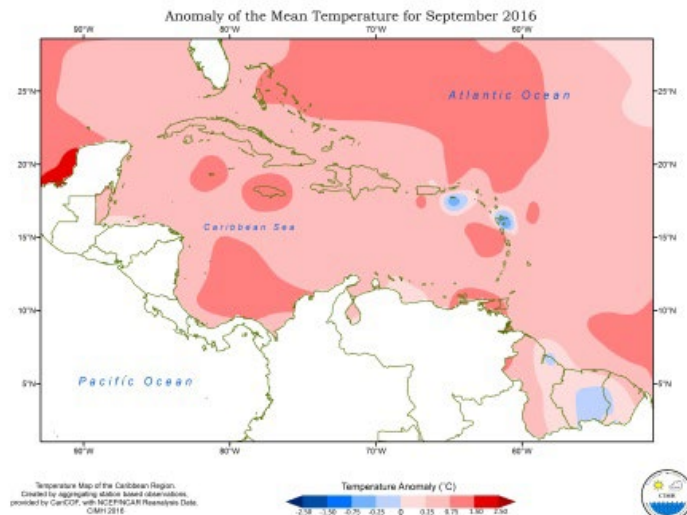 Anomaly of the Mean Temperature for September 2016
90°W 80°W 70°W 60°W
25°N 25°N
Atlantic Ocean
20°N 20°N
Caribbean Sea
15°N 15°N
10°N 10°N
Pacific Ocean
5°N 5°N
90°W 80°W 70°W 60°W
Temperature Map of the Caribbean Region.
Created by aggregating station based observations,
provided by CariCOF, with NCEP/NCAR Reanalysis Data,
CIMH 2016
Temperature Anomaly (°C)
-2.50 -1.50 -0.75 -0.25 0 0.25 0.75 1.50 2.50
CIMH